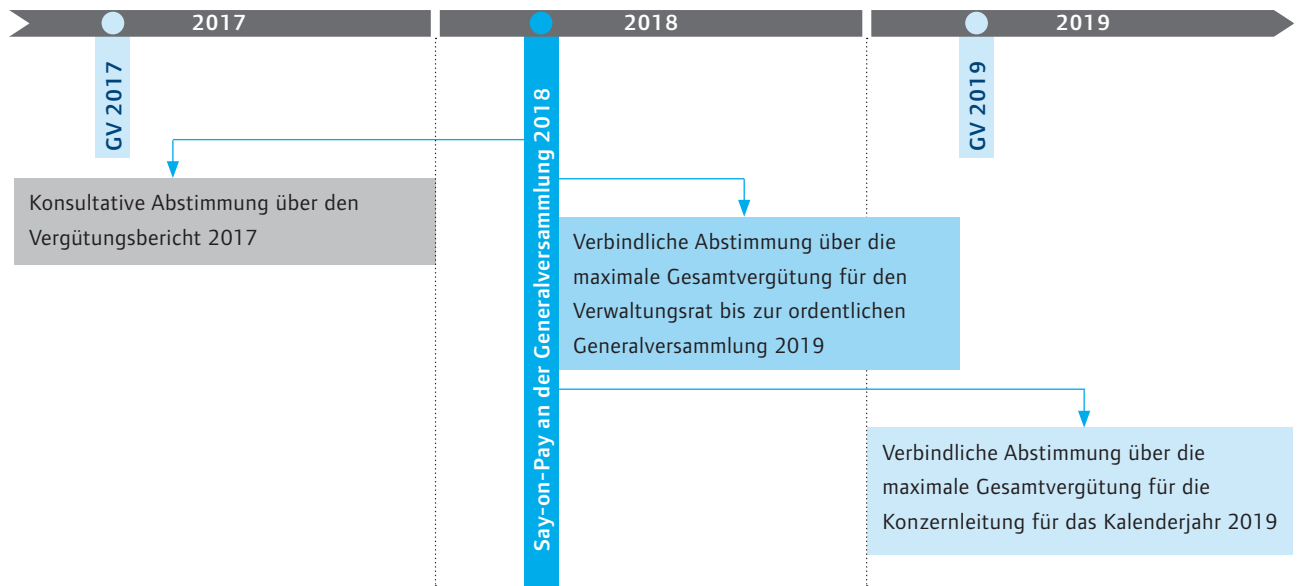 2017
2018
2019
GV 2017
Say-on-Pay an der Generalversammlung 2018
GV 2019
Konsultative Abstimmung über den
Vergütungsbericht 2017
Verbindliche Abstimmung über die
maximale Gesamtvergütung für den
Verwaltungsrat bis zur ordentlichen
Generalversammlung 2019
Verbindliche Abstimmung über die
maximale Gesamtvergütung für die
Konzernleitung für das Kalenderjahr 2019